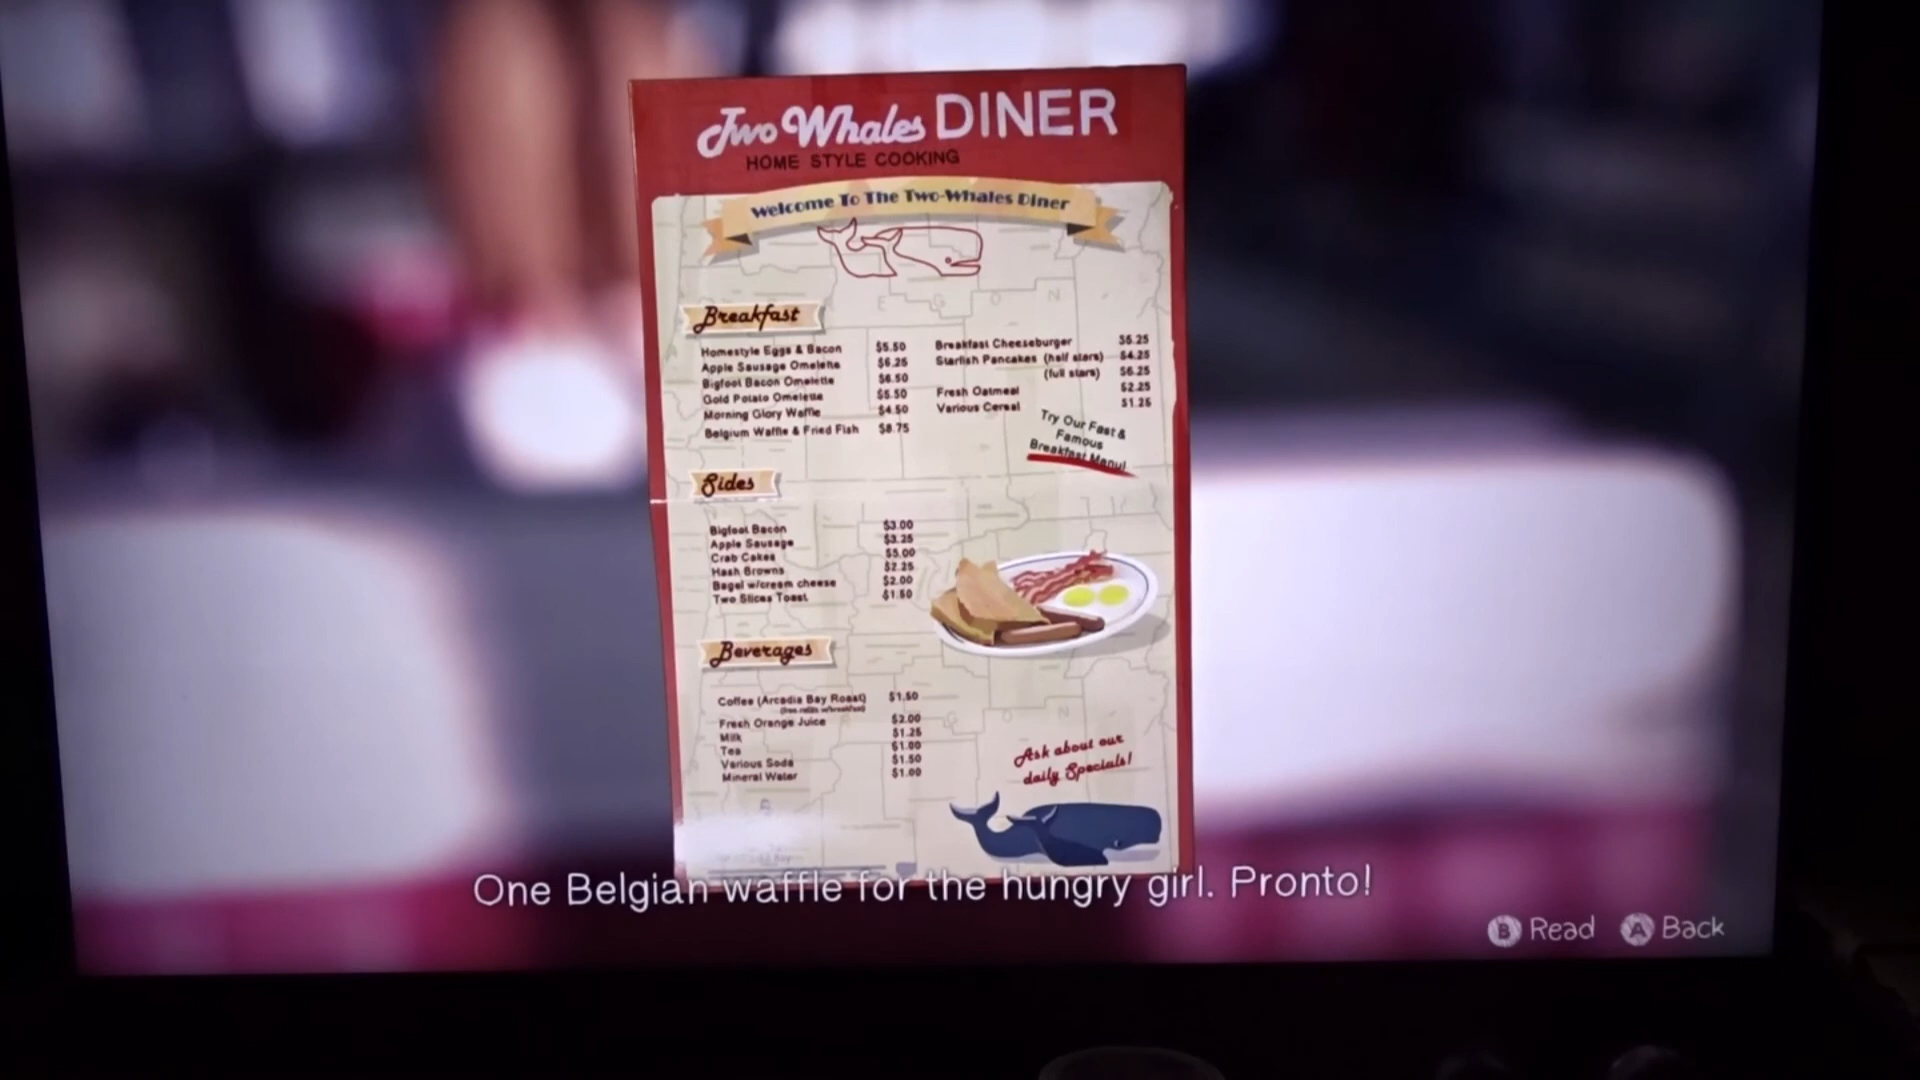 Two Whales DINER
HOME STYLE COOKING
Welcome To The Two-Whales Diner
E G O N
Breakfast
Homestyle Eggs & Bacon $5.50
Apple Sausage Omelette $6.25
Bigfoot Bacon Omelette $6.50
Gold Potato Omelette $5.50
Morning Glory Waffle $4.50
Belgium Waffle & Fried Fish $8.75
Breakfast Cheeseburger $6.25
Starfish Pancakes (half stars) $4.25
(full stars) $6.25
Fresh Oatmeal $2.25
Various Cereal $1.25
Try Our Fast &
Famous
Breakfast Menu!
Sides
Bigfoot Bacon $3.00
Apple Sausage $3.25
Crab Cakes $5.00
Hash Browns $2.25
Bagel w/cream cheese $2.00
Two Slices Toast $1.50
Beverages
Coffee (Arcadia Bay Roast) $1.50
(free refills w/breakfast)
Fresh Orange Juice $2.00
Milk $1.25
Tea $1.00
Various Soda $1.50
Mineral Water $1.00
G O N
Ask about our
daily Specials!
One Belgian waffle for the hungry girl. Pronto!
B Read A Back